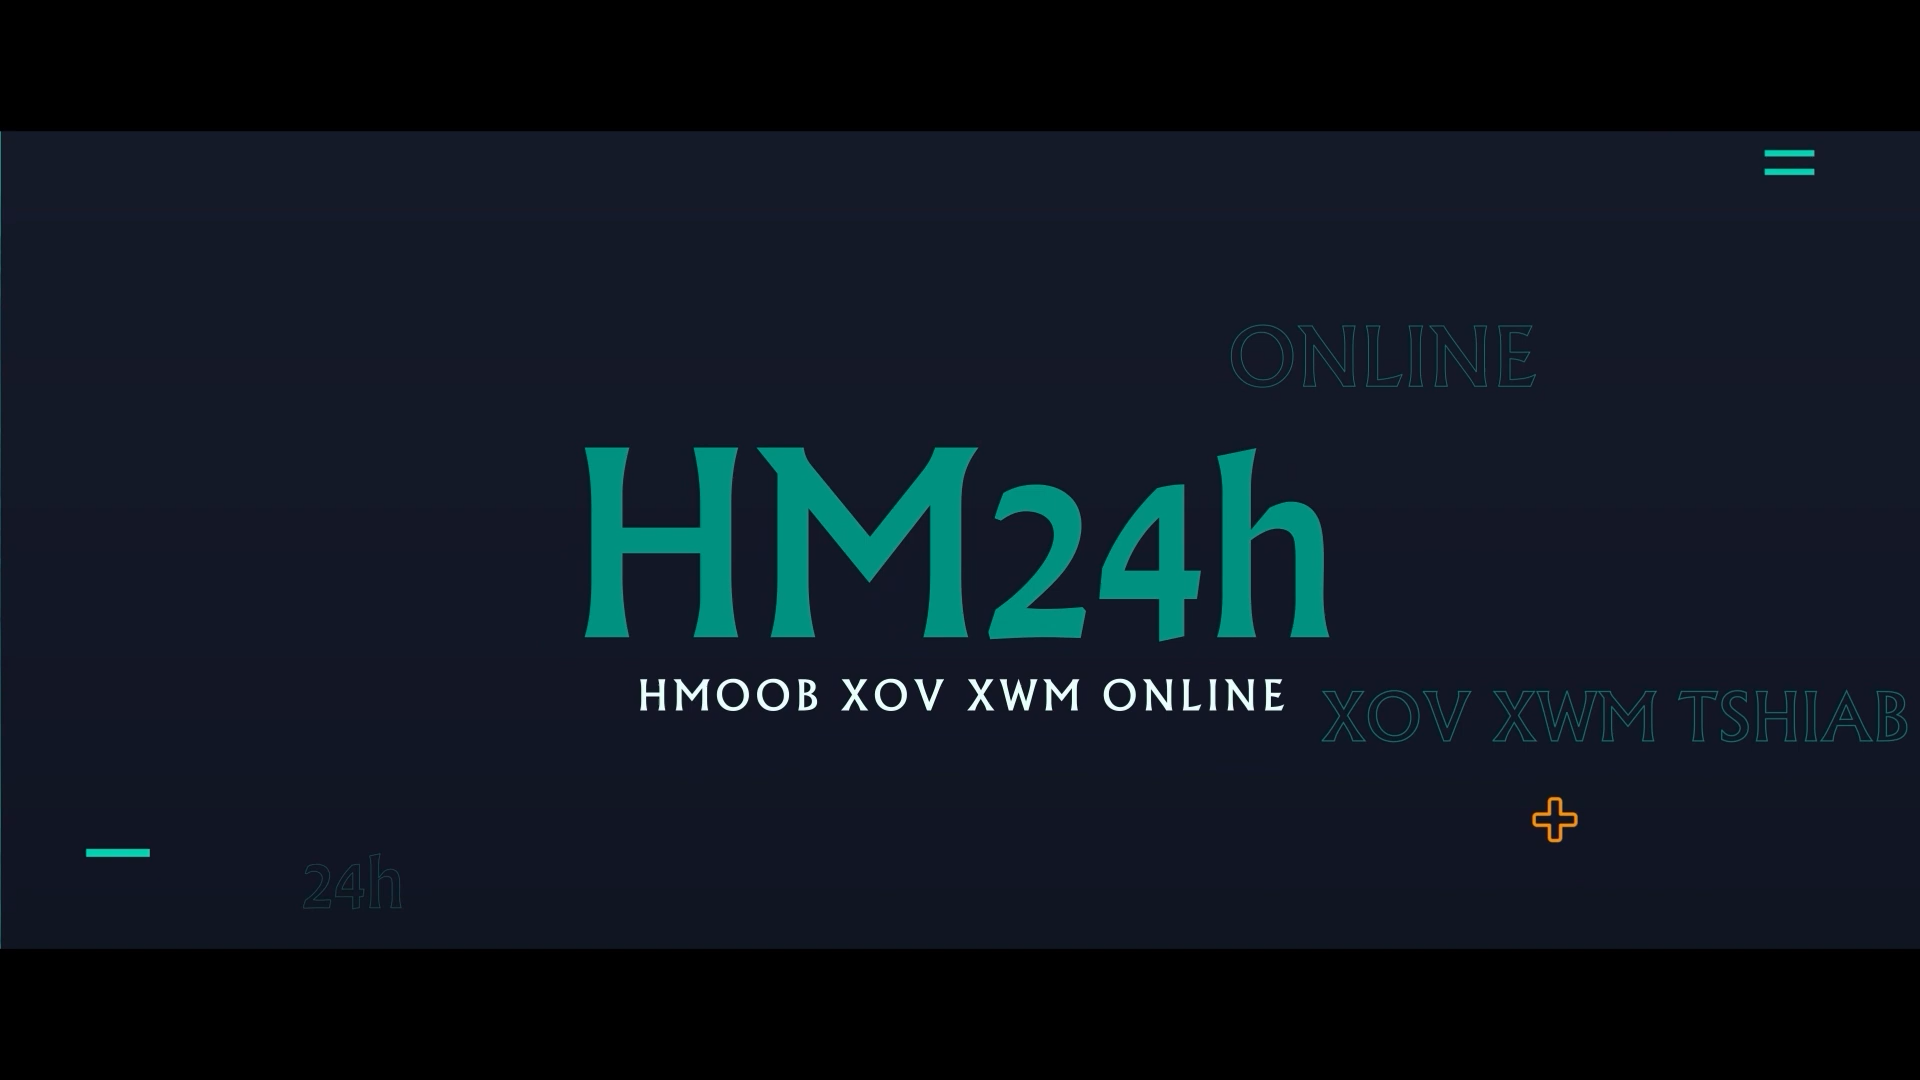 ONLINE
HM24h
HMOOB XOV XWM ONLINE
XOV XWM TSHIAB
24h